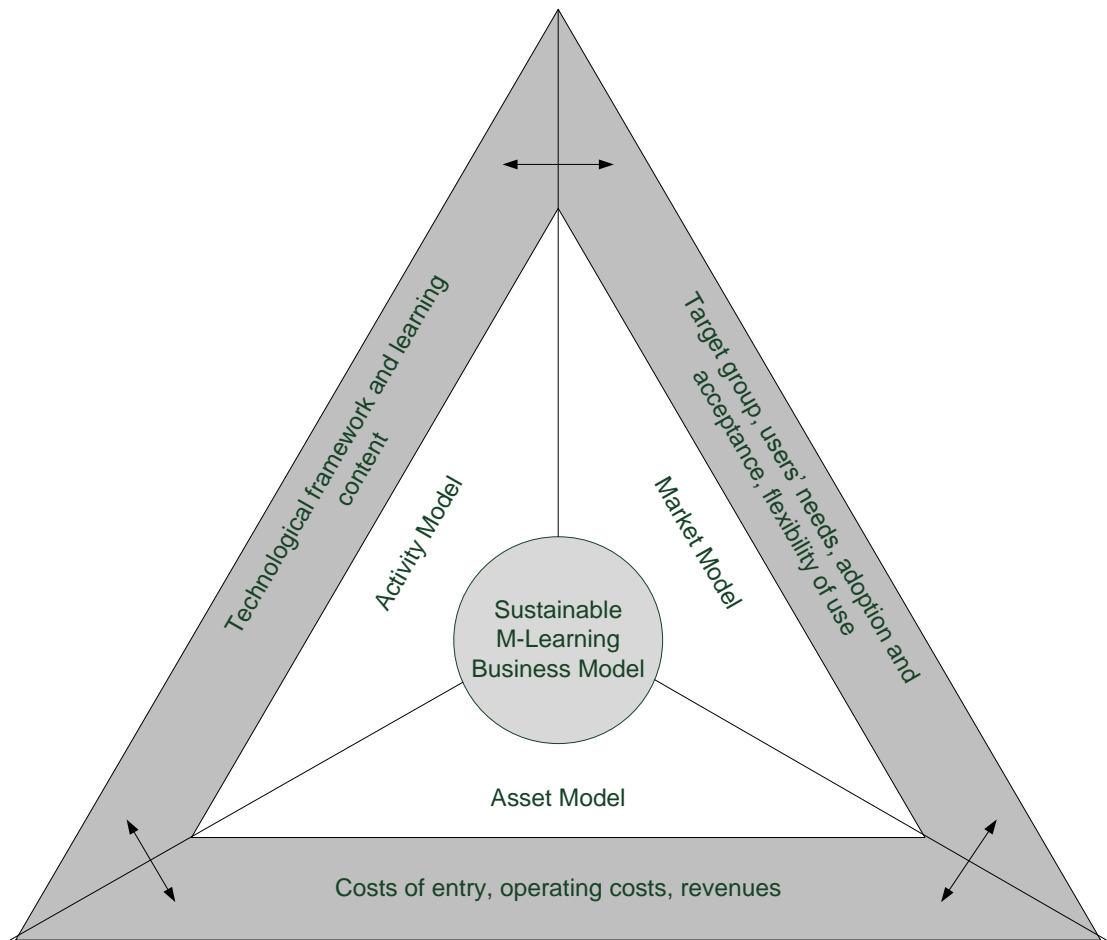 Technological framework and learning
content
Target group, users’ needs, adoption and
acceptance, flexibility of use
Activity Model
Market Model
Sustainable
M-Learning
Business Model
Asset Model
Costs of entry, operating costs, revenues